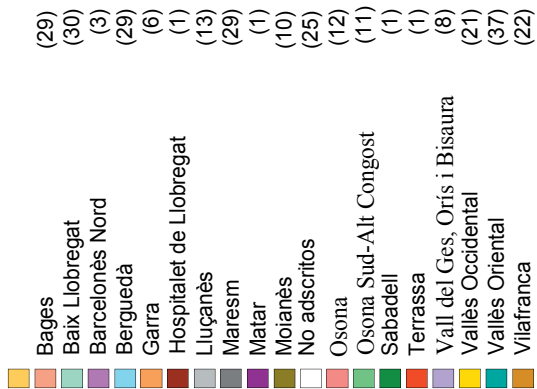 Bages (29)
Baix Llobregat (30)
Barcelonès Nord (3)
Berguedà (29)
Garra (6)
Hospitalet de Llobregat (1)
Lluçanès (13)
Maresm (29)
Matar (1)
Moianès (10)
No adscritos (25)
Osona (12)
Osona Sud-Alt Congost (11)
Sabadell (1)
Terrassa (1)
Vall del Ges, Orís i Bisaura (8)
Vallès Occidental (21)
Vallès Oriental (37)
Vilafranca (22)